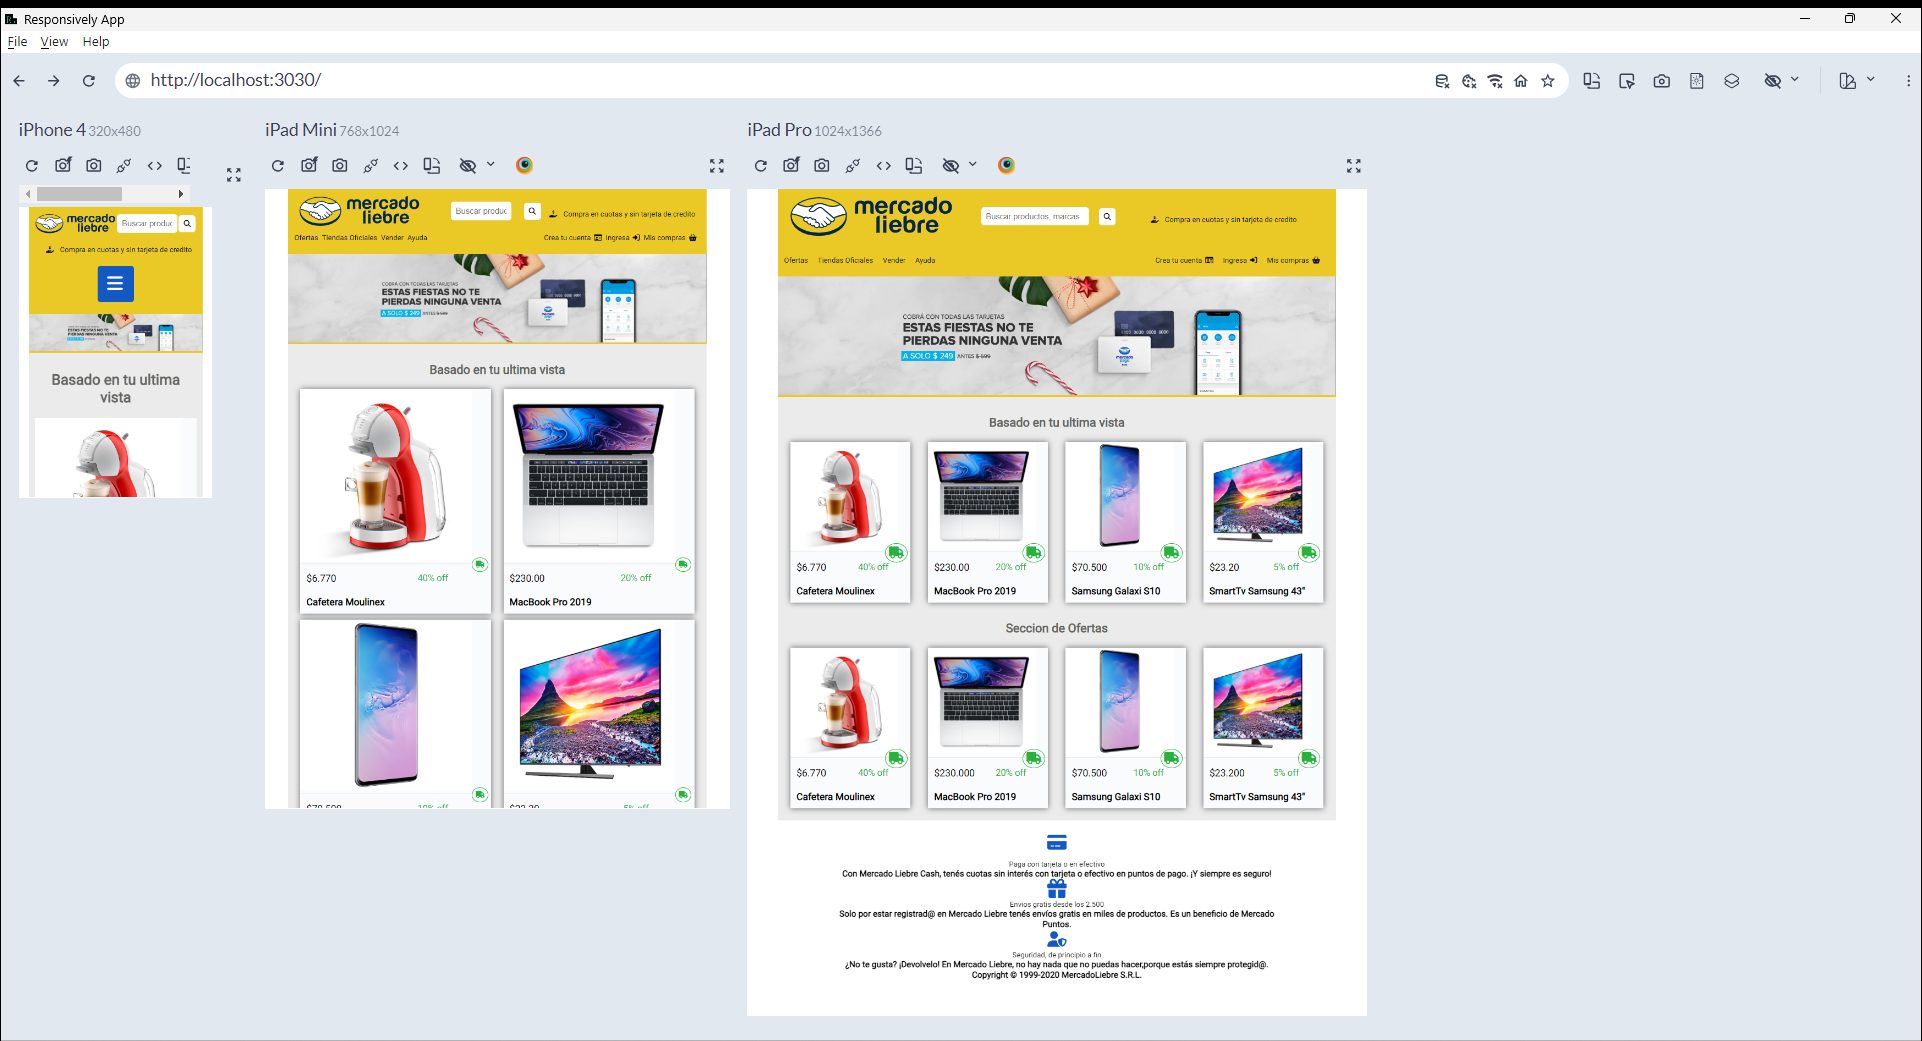 Responsively App
File View Help
http://localhost:3030/
iPhone 4 320x480
mercado
liebre
Buscar produc
Compra en cuotas y sin tarjeta de credito
ESTAS FIESTAS NO TE
PIERDAS NINGUNA VENTA
Basado en tu ultima
vista
iPad Mini 768x1024
mercado
liebre
Buscar produc
Compra en cuotas y sin tarjeta de credito
Ofertas Tiendas Oficiales Vender Ayuda
Crea tu cuenta Ingresa Mis compras
COBRÁ CON TODAS LAS TARJETAS
ESTAS FIESTAS NO TE
PIERDAS NINGUNA VENTA
A SOLO $ 249 ANTES $ 599
Basado en tu ultima vista
$6.770 40% off
Cafetera Moulinex
$230.00 20% off
MacBook Pro 2019
$70.500 10% off
$23.20 5% off
iPad Pro 1024x1366
mercado
liebre
Buscar productos, marcas
Compra en cuotas y sin tarjeta de credito
Ofertas Tiendas Oficiales Vender Ayuda
Crea tu cuenta Ingresa Mis compras
COBRÁ CON TODAS LAS TARJETAS
ESTAS FIESTAS NO TE
PIERDAS NINGUNA VENTA
A SOLO $ 249 ANTES $ 599
Basado en tu ultima vista
$6.770 40% off
Cafetera Moulinex
$230.00 20% off
MacBook Pro 2019
$70.500 10% off
Samsung Galaxi S10
$23.20 5% off
SmartTv Samsung 43"
Seccion de Ofertas
$6.770 40% off
Cafetera Moulinex
$230.000 20% off
MacBook Pro 2019
$70.500 10% off
Samsung Galaxi S10
$23.200 5% off
SmartTv Samsung 43"
Paga con tarjeta o en efectivo
Con Mercado Liebre Cash, tenés cuotas sin interés con tarjeta o efectivo en puntos de pago. ¡Y siempre es seguro!
Envios gratis desde los 2.500
Solo por estar registrad@ en Mercado Liebre tenés envíos gratis en miles de productos. Es un beneficio de Mercado
Puntos.
Seguridad, de principio a fin
¿No te gusta? ¡Devolvelo! En Mercado Liebre, no hay nada que no puedas hacer,porque estás siempre protegid@.
Copyright © 1999-2020 MercadoLiebre S.R.L.